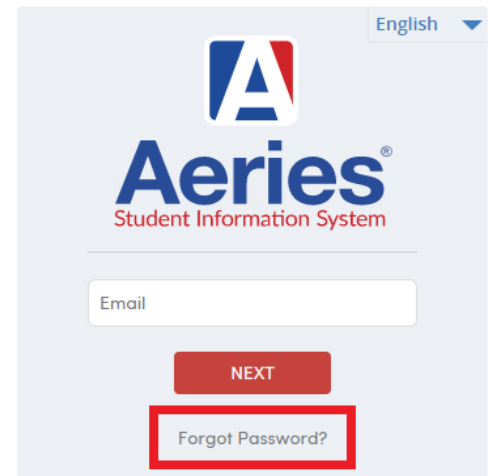 English
A
Aeries®
Student Information System
Email
NEXT
Forgot Password?